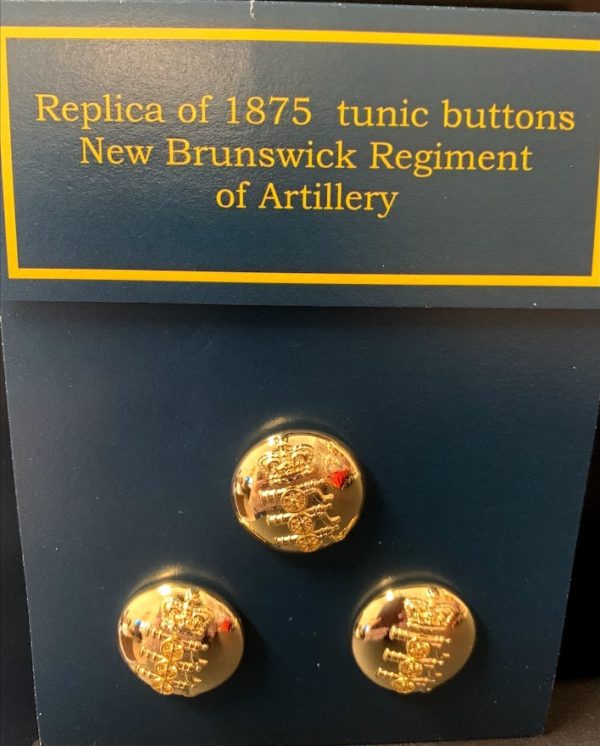 Replica of 1875 tunic buttons
New Brunswick Regiment
of Artillery